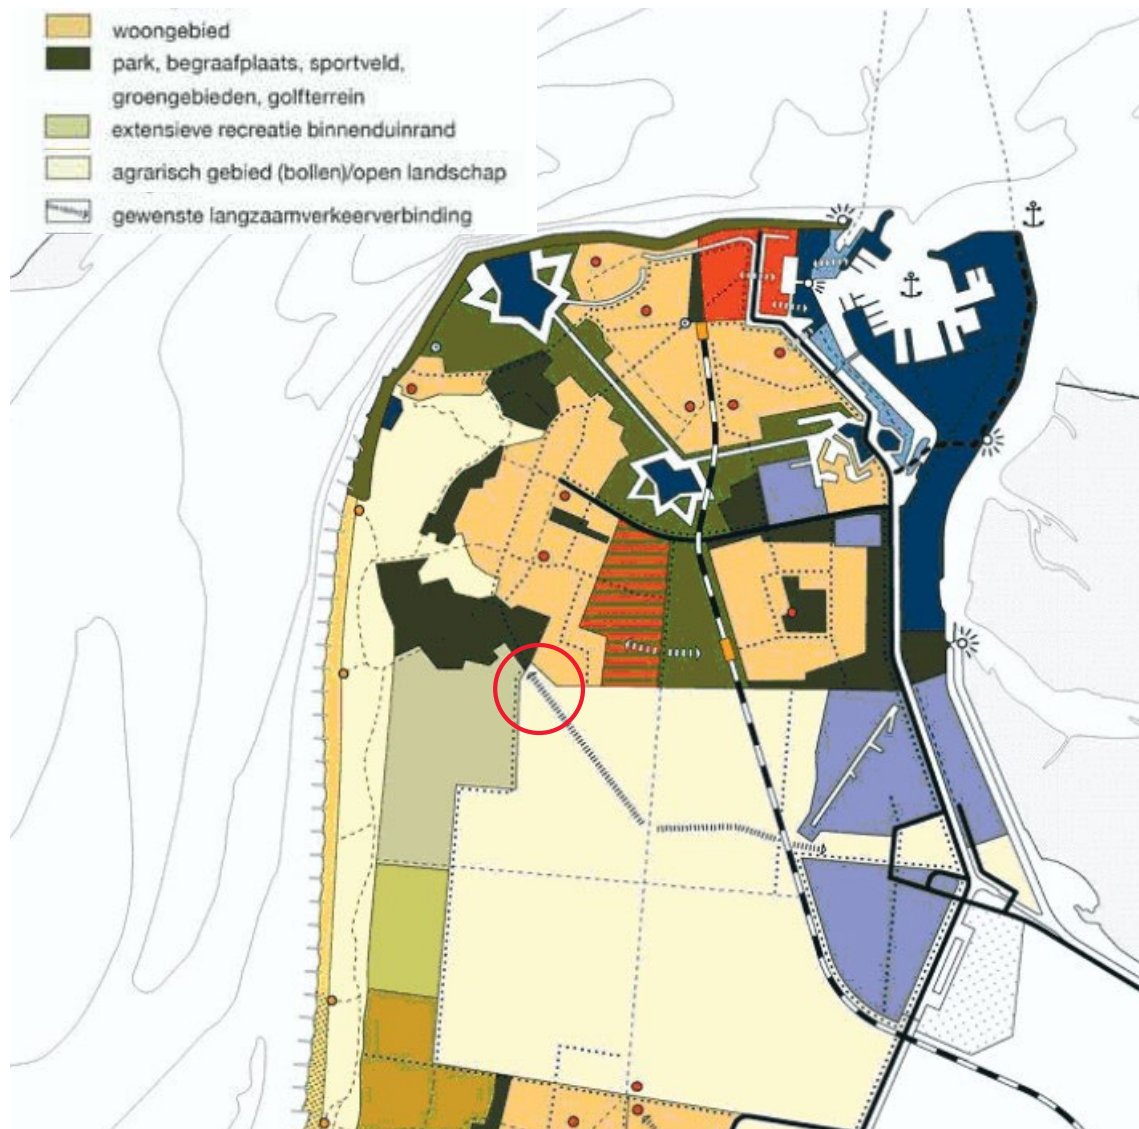 woongebied
park, begraafplaats, sportveld,
groengebieden, golfterrein
extensieve recreatie binnenduinrand
agrarisch gebied (bollen)/open landschap
gewenste langzaamverkeerverbinding